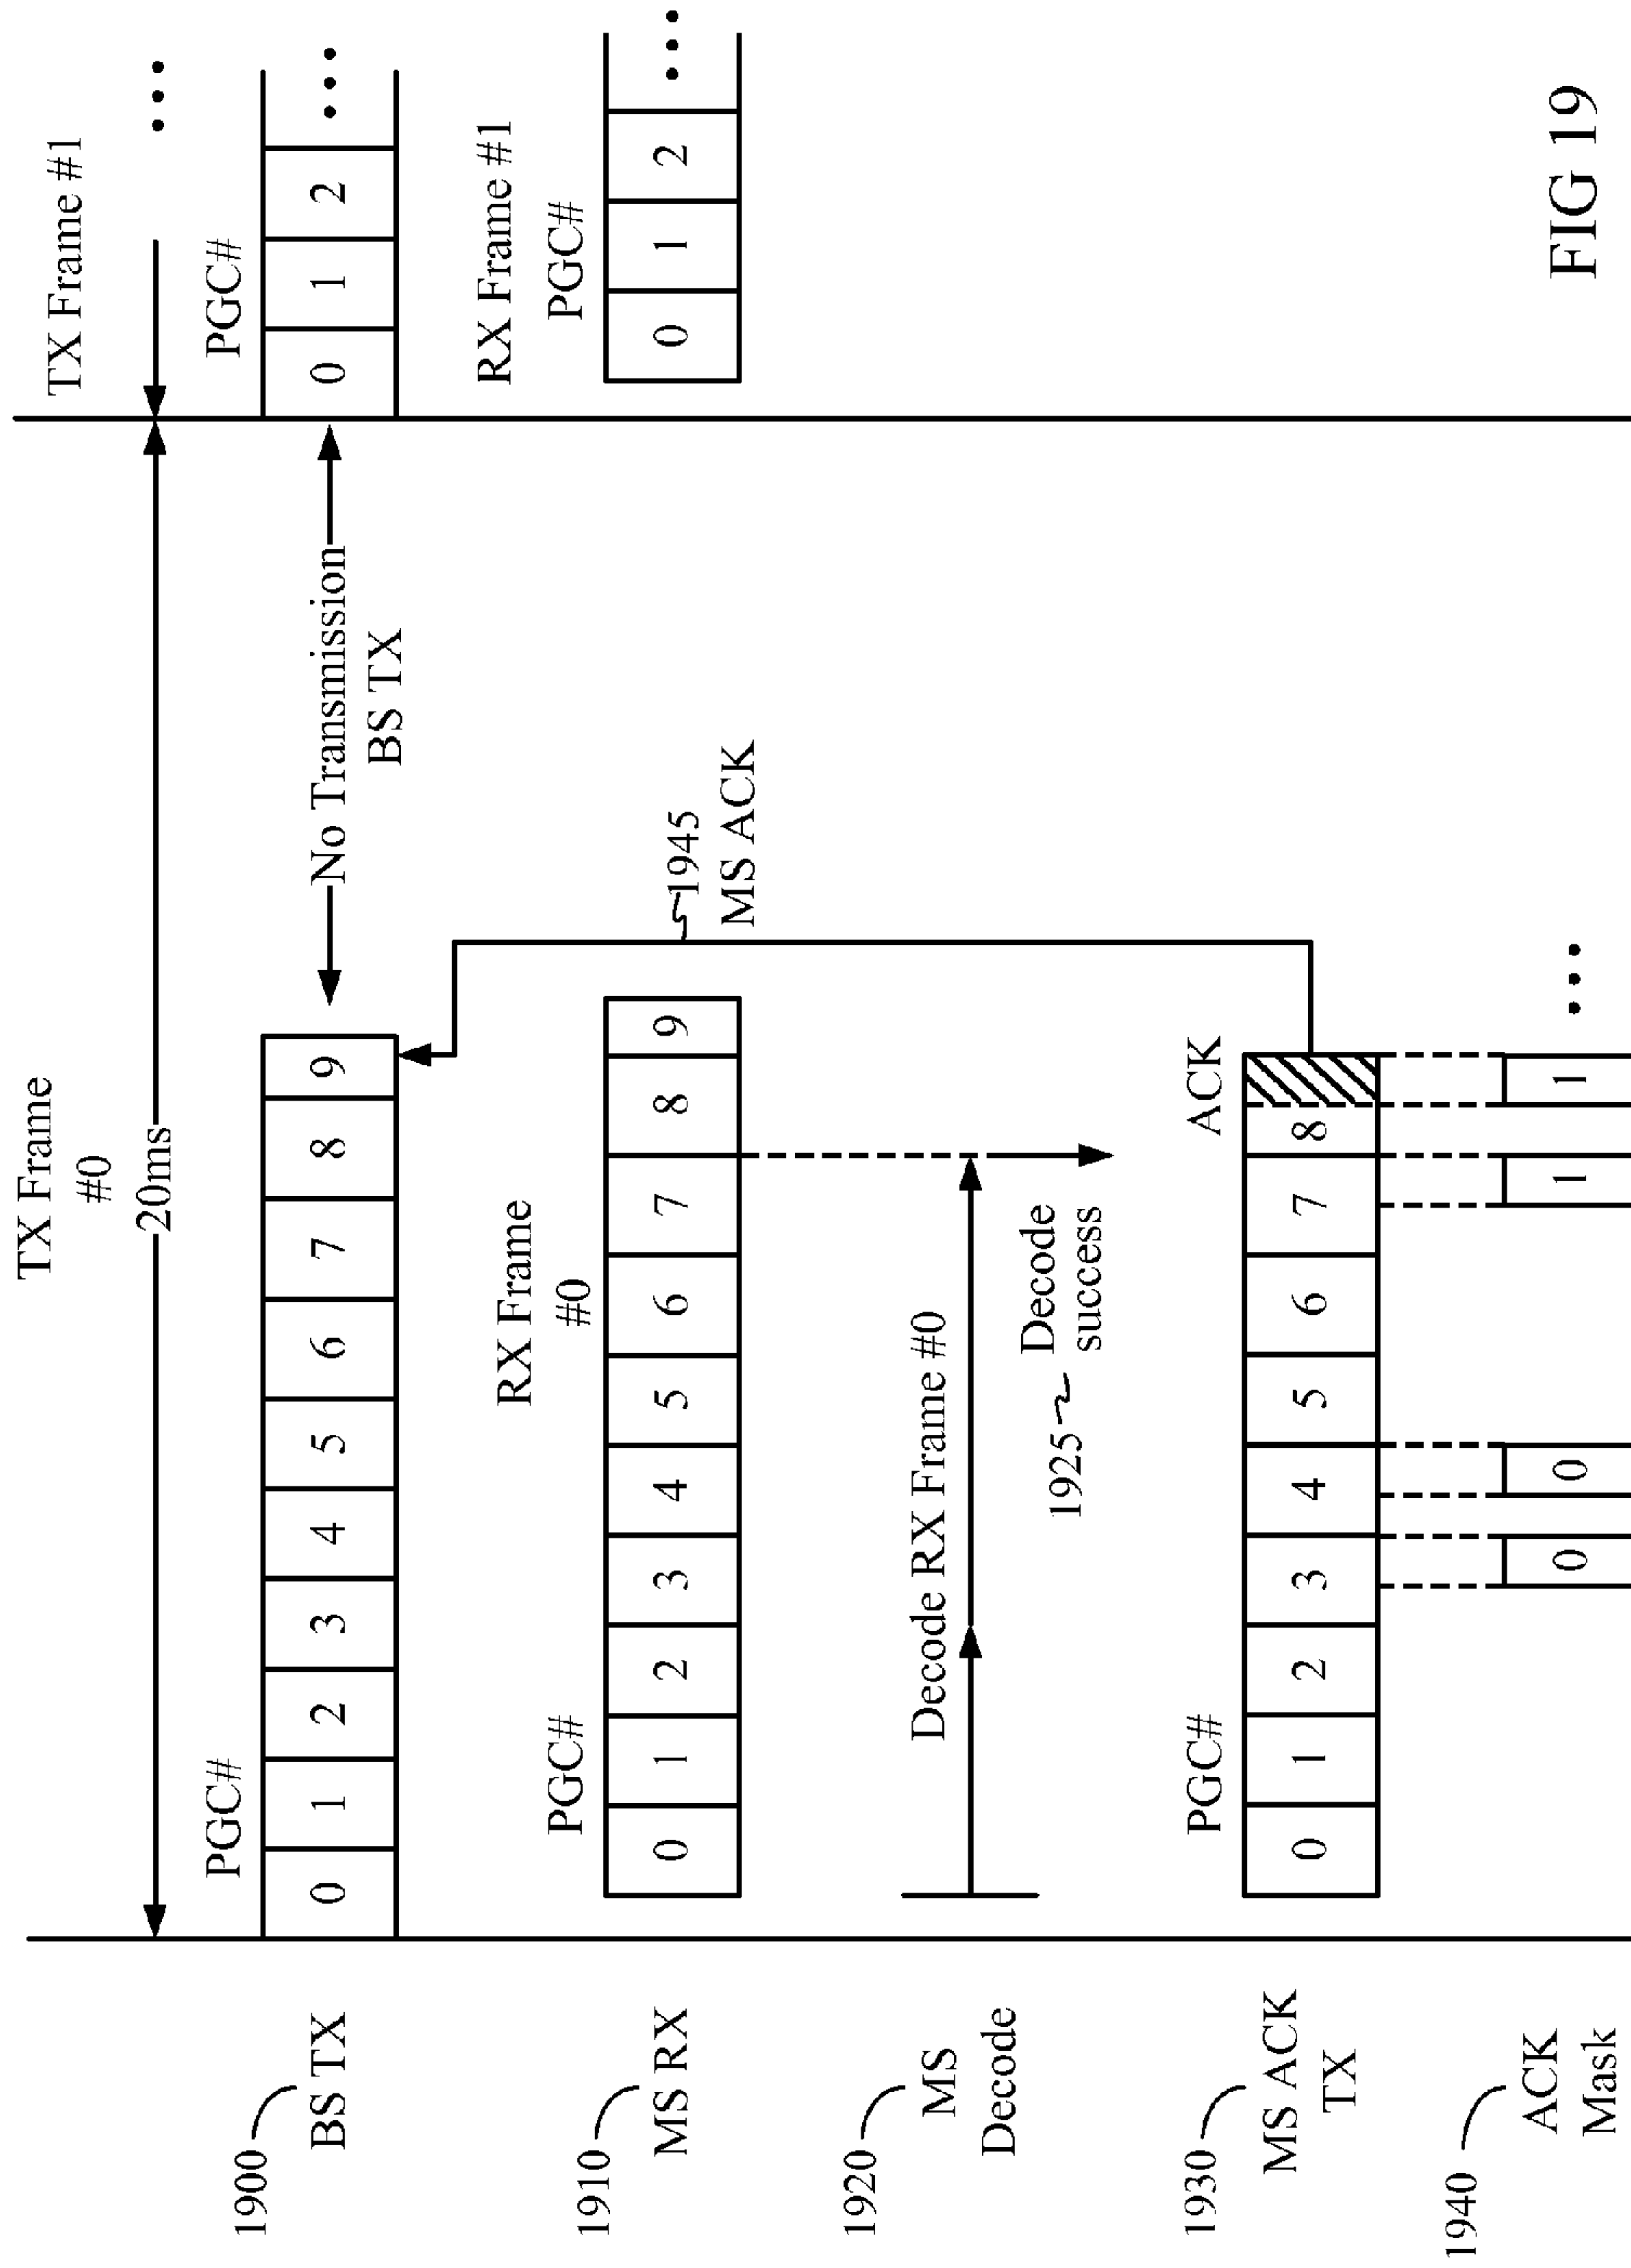 TX Frame
#0
TX Frame #1
20ms
•••
PGC#
PGC#
1900
BS TX
0 1 2 3 4 5 6 7 8 9
No Transmission
BS TX
0 1 2 •••
RX Frame
#0
RX Frame #1
PGC#
PGC#
1910
MS RX
0 1 2 3 4 5 6 7 8 9
0 1 2 •••
1945
MS ACK
1920
MS
Decode
Decode RX Frame #0
1925
Decode
success
PGC#
ACK
1930
MS ACK
TX
0 1 2 3 4 5 6 7 8
1940
ACK
Mask
0 0 1 1 •••
FIG 19